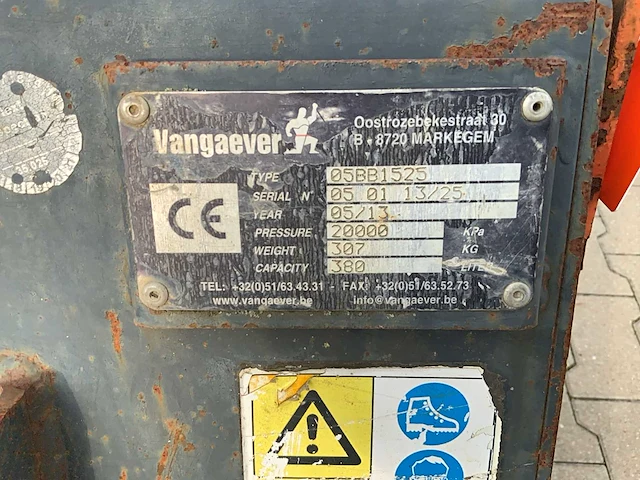 Vangaever
Oostrozebekestraat 30
B - 8720 MARKEGEM
TYPE 05BB1525
SERIAL N° 05 01 13/25
YEAR 05/13
PRESSURE 20000 KPa
WEIGHT 307 KG
CAPACITY 380
CE
TEL: +32(0)51/63.43.31 - FAX: +32(0)51/63.52.73
www.vangaever.be info@vangaever.be